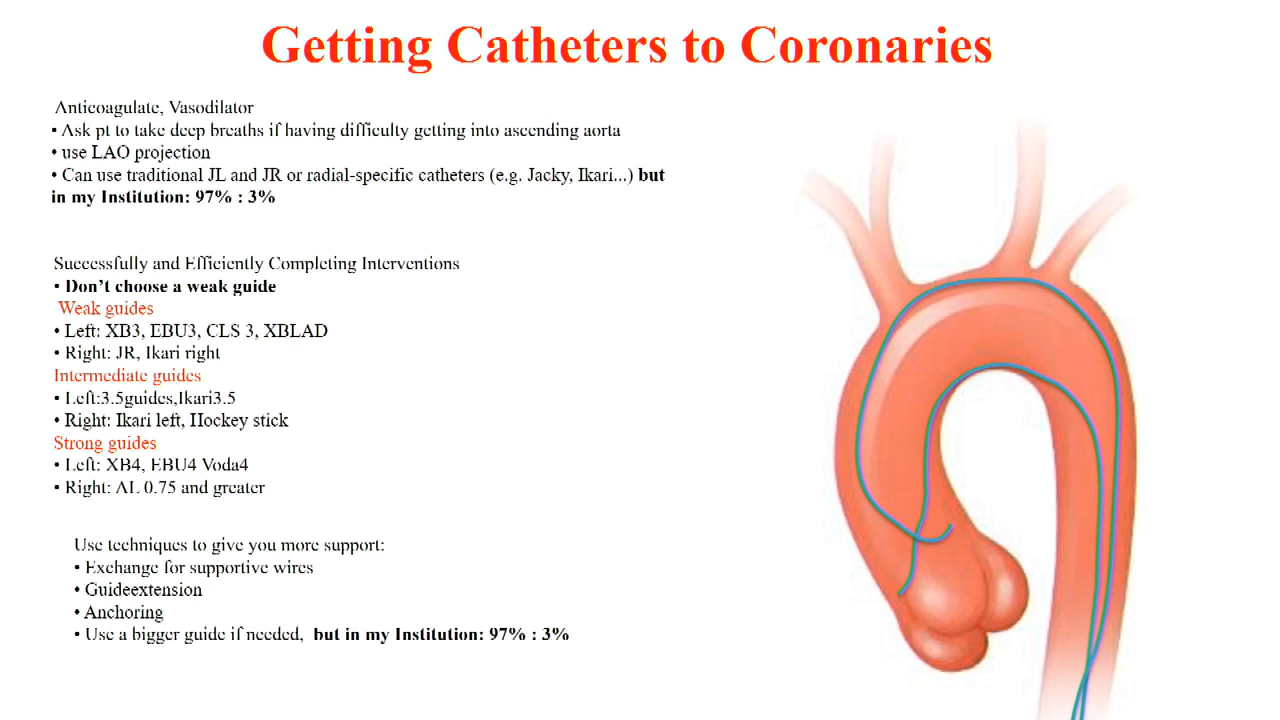 Getting Catheters to Coronaries
Anticoagulate, Vasodilator
• Ask pt to take deep breaths if having difficulty getting into ascending aorta
• use LAO projection
• Can use traditional JL and JR or radial-specific catheters (e.g. Jacky, Ikari...) but
in my Institution: 97% : 3%
Successfully and Efficiently Completing Interventions
• Don't choose a weak guide
Weak guides
• Left: XB3, EBU3, CLS 3, XBLAD
• Right: JR, Ikari right
Intermediate guides
• Left:3.5guides,Ikari3.5
• Right: Ikari left, Hockey stick
Strong guides
• Left: XB4, EBU4 Voda4
• Right: AL 0.75 and greater
Use techniques to give you more support:
• Exchange for supportive wires
• Guideextension
• Anchoring
• Use a bigger guide if needed, but in my Institution: 97% : 3%